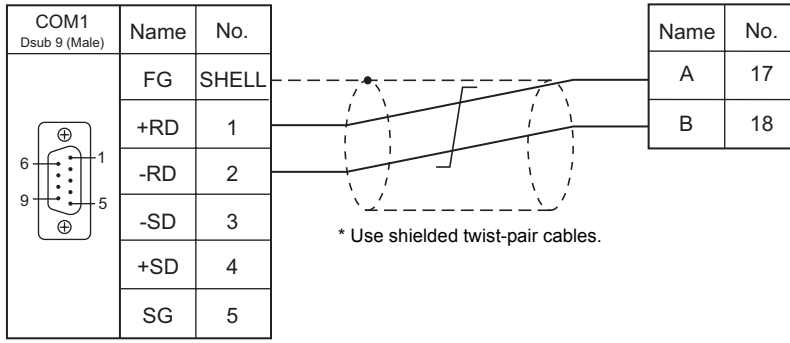 COM1
Dsub 9 (Male)
Name No.
FG SHELL
+RD 1
-RD 2
-SD 3
+SD 4
SG 5
6
1
9
5
* Use shielded twist-pair cables.
Name No.
A 17
B 18